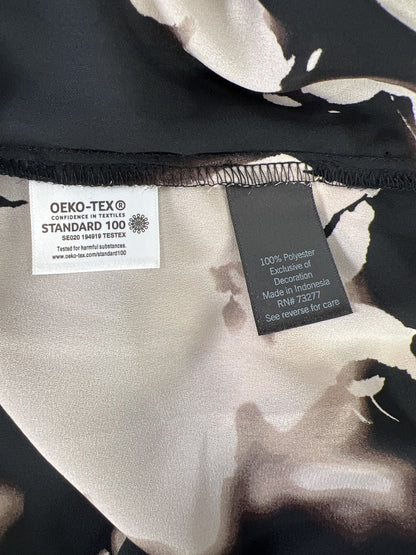 OEKO-TEX®
CONFIDENCE IN TEXTILES
STANDARD 100
SE020 194919 TESTEX
Tested for harmful substances.
www.oeko-tex.com/standard100
100% Polyester
Exclusive of
Decoration
Made in Indonesia
RN# 73277
See reverse for care